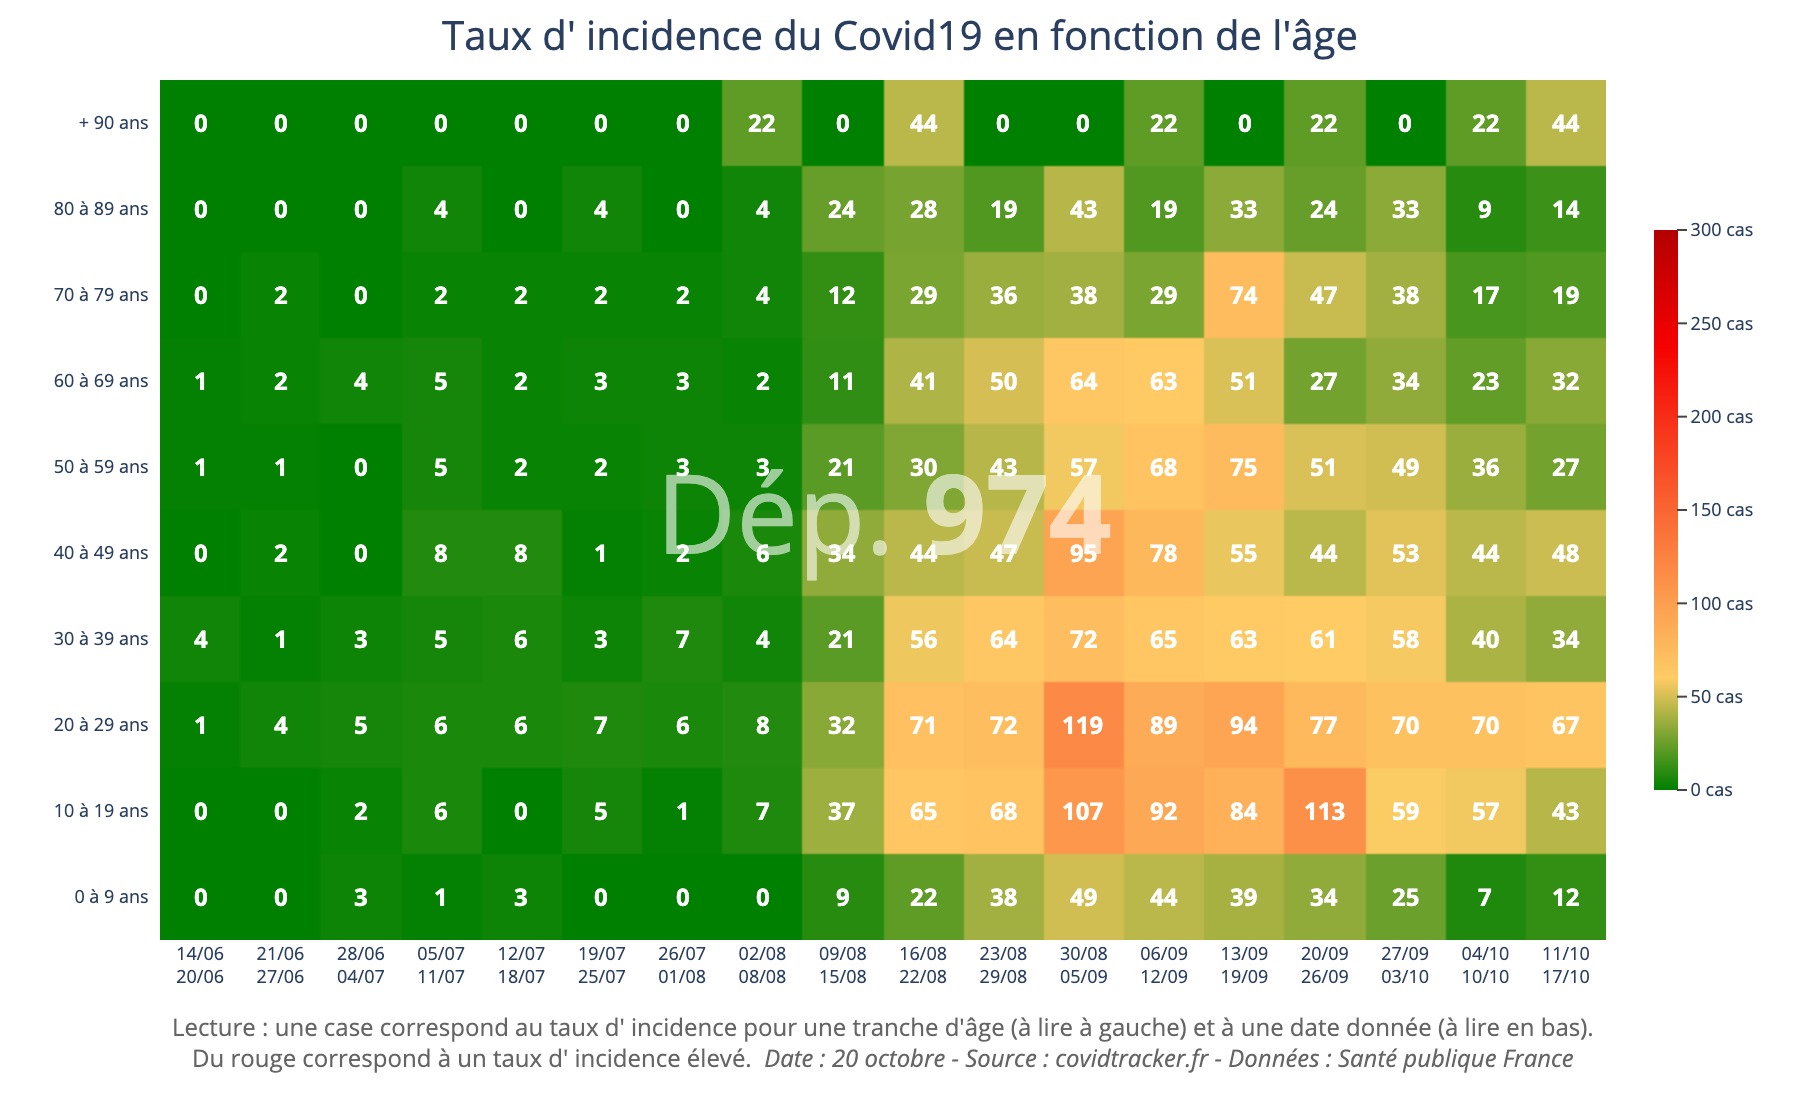 Taux d' incidence du Covid19 en fonction de l'âge
+ 90 ans 0 0 0 0 0 0 0 22 0 44 0 0 22 0 22 0 22 44
80 à 89 ans 0 0 0 4 0 4 0 4 24 28 19 43 19 33 24 33 9 14
300 cas
70 à 79 ans 0 2 0 2 2 2 2 4 12 29 36 38 29 74 47 38 17 19
250 cas
60 à 69 ans 1 2 4 5 2 3 3 2 11 41 50 64 63 51 27 34 23 32
200 cas
50 à 59 ans 1 1 0 5 2 2 3 3 21 30 43 57 68 75 51 49 36 27
Dép. 974
150 cas
40 à 49 ans 0 2 0 8 8 1 2 6 34 44 47 95 78 55 44 53 44 48
100 cas
30 à 39 ans 4 1 3 5 6 3 7 4 21 56 64 72 65 63 61 58 40 34
50 cas
20 à 29 ans 1 4 5 6 6 7 6 8 32 71 72 119 89 94 77 70 70 67
0 cas
10 à 19 ans 0 0 2 6 0 5 1 7 37 65 68 107 92 84 113 59 57 43
0 à 9 ans 0 0 3 1 3 0 0 0 9 22 38 49 44 39 34 25 7 12
14/06 21/06 28/06 05/07 12/07 19/07 26/07 02/08 09/08 16/08 23/08 30/08 06/09 13/09 20/09 27/09 04/10 11/10
20/06 27/06 04/07 11/07 18/07 25/07 01/08 08/08 15/08 22/08 29/08 05/09 12/09 19/09 26/09 03/10 10/10 17/10
Lecture : une case correspond au taux d' incidence pour une tranche d'âge (à lire à gauche) et à une date donnée (à lire en bas).
Du rouge correspond à un taux d' incidence élevé. Date : 20 octobre - Source : covidtracker.fr - Données : Santé publique France